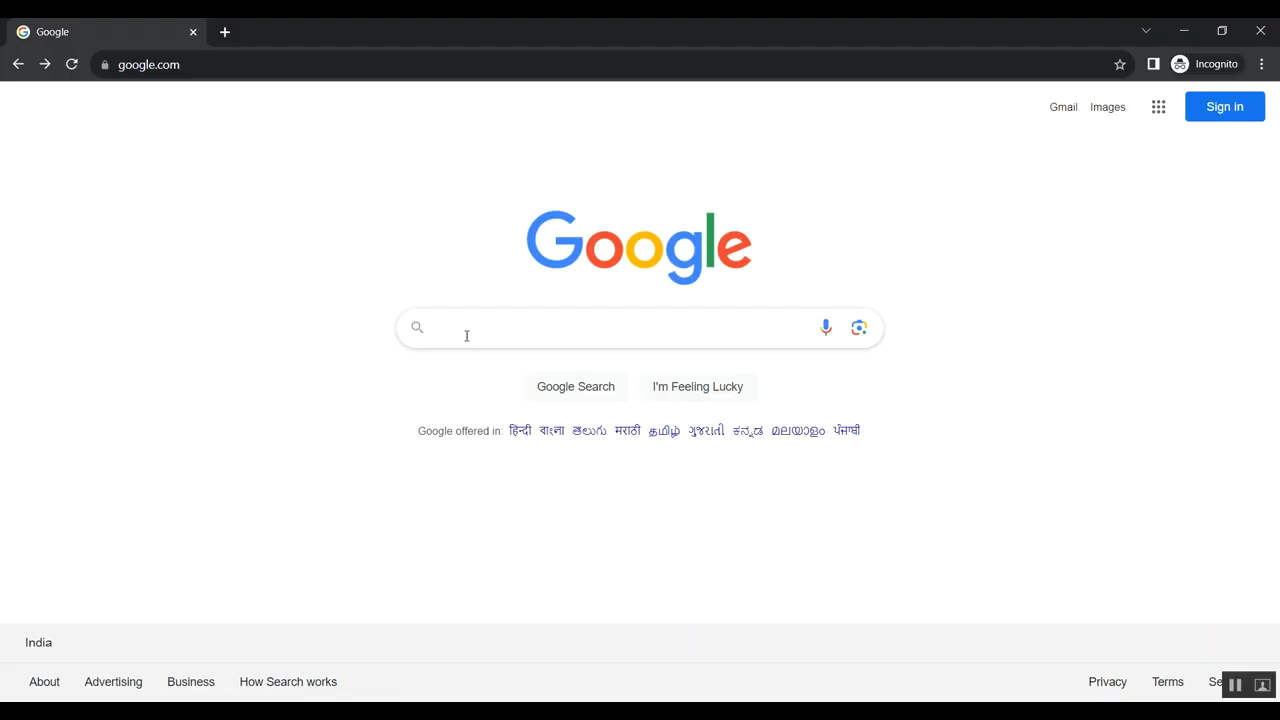 Google
google.com
Incognito
Gmail Images Sign in
Google
Google Search I'm Feeling Lucky
Google offered in: हिन्दी বাংলা తెలుగు मराठी தமிழ் ગુજરાતી ಕನ್ನಡ മലയാളം ਪੰਜਾਬੀ
India
About Advertising Business How Search works Privacy Terms